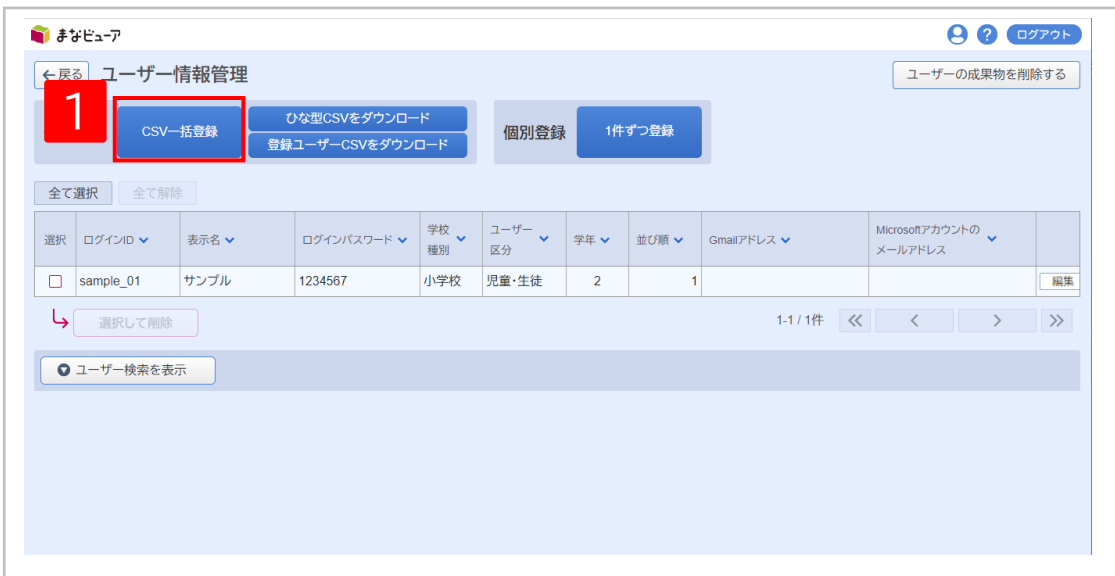 まなビューア
?
ログアウト
←戻る
ユーザー情報管理
ユーザーの成果物を削除する
1
CSV一括登録
ひな型CSVをダウンロード
登録ユーザーCSVをダウンロード
個別登録
1件ずつ登録
全て選択
全て解除
選択 ログインID 表示名 ログインパスワード 学校種別 ユーザー区分 学年 並び順 Gmailアドレス Microsoftアカウントのメールアドレス
sample_01 サンプル 1234567 小学校 児童・生徒 2 1 編集
選択して削除
1-1 / 1件
ユーザー検索を表示